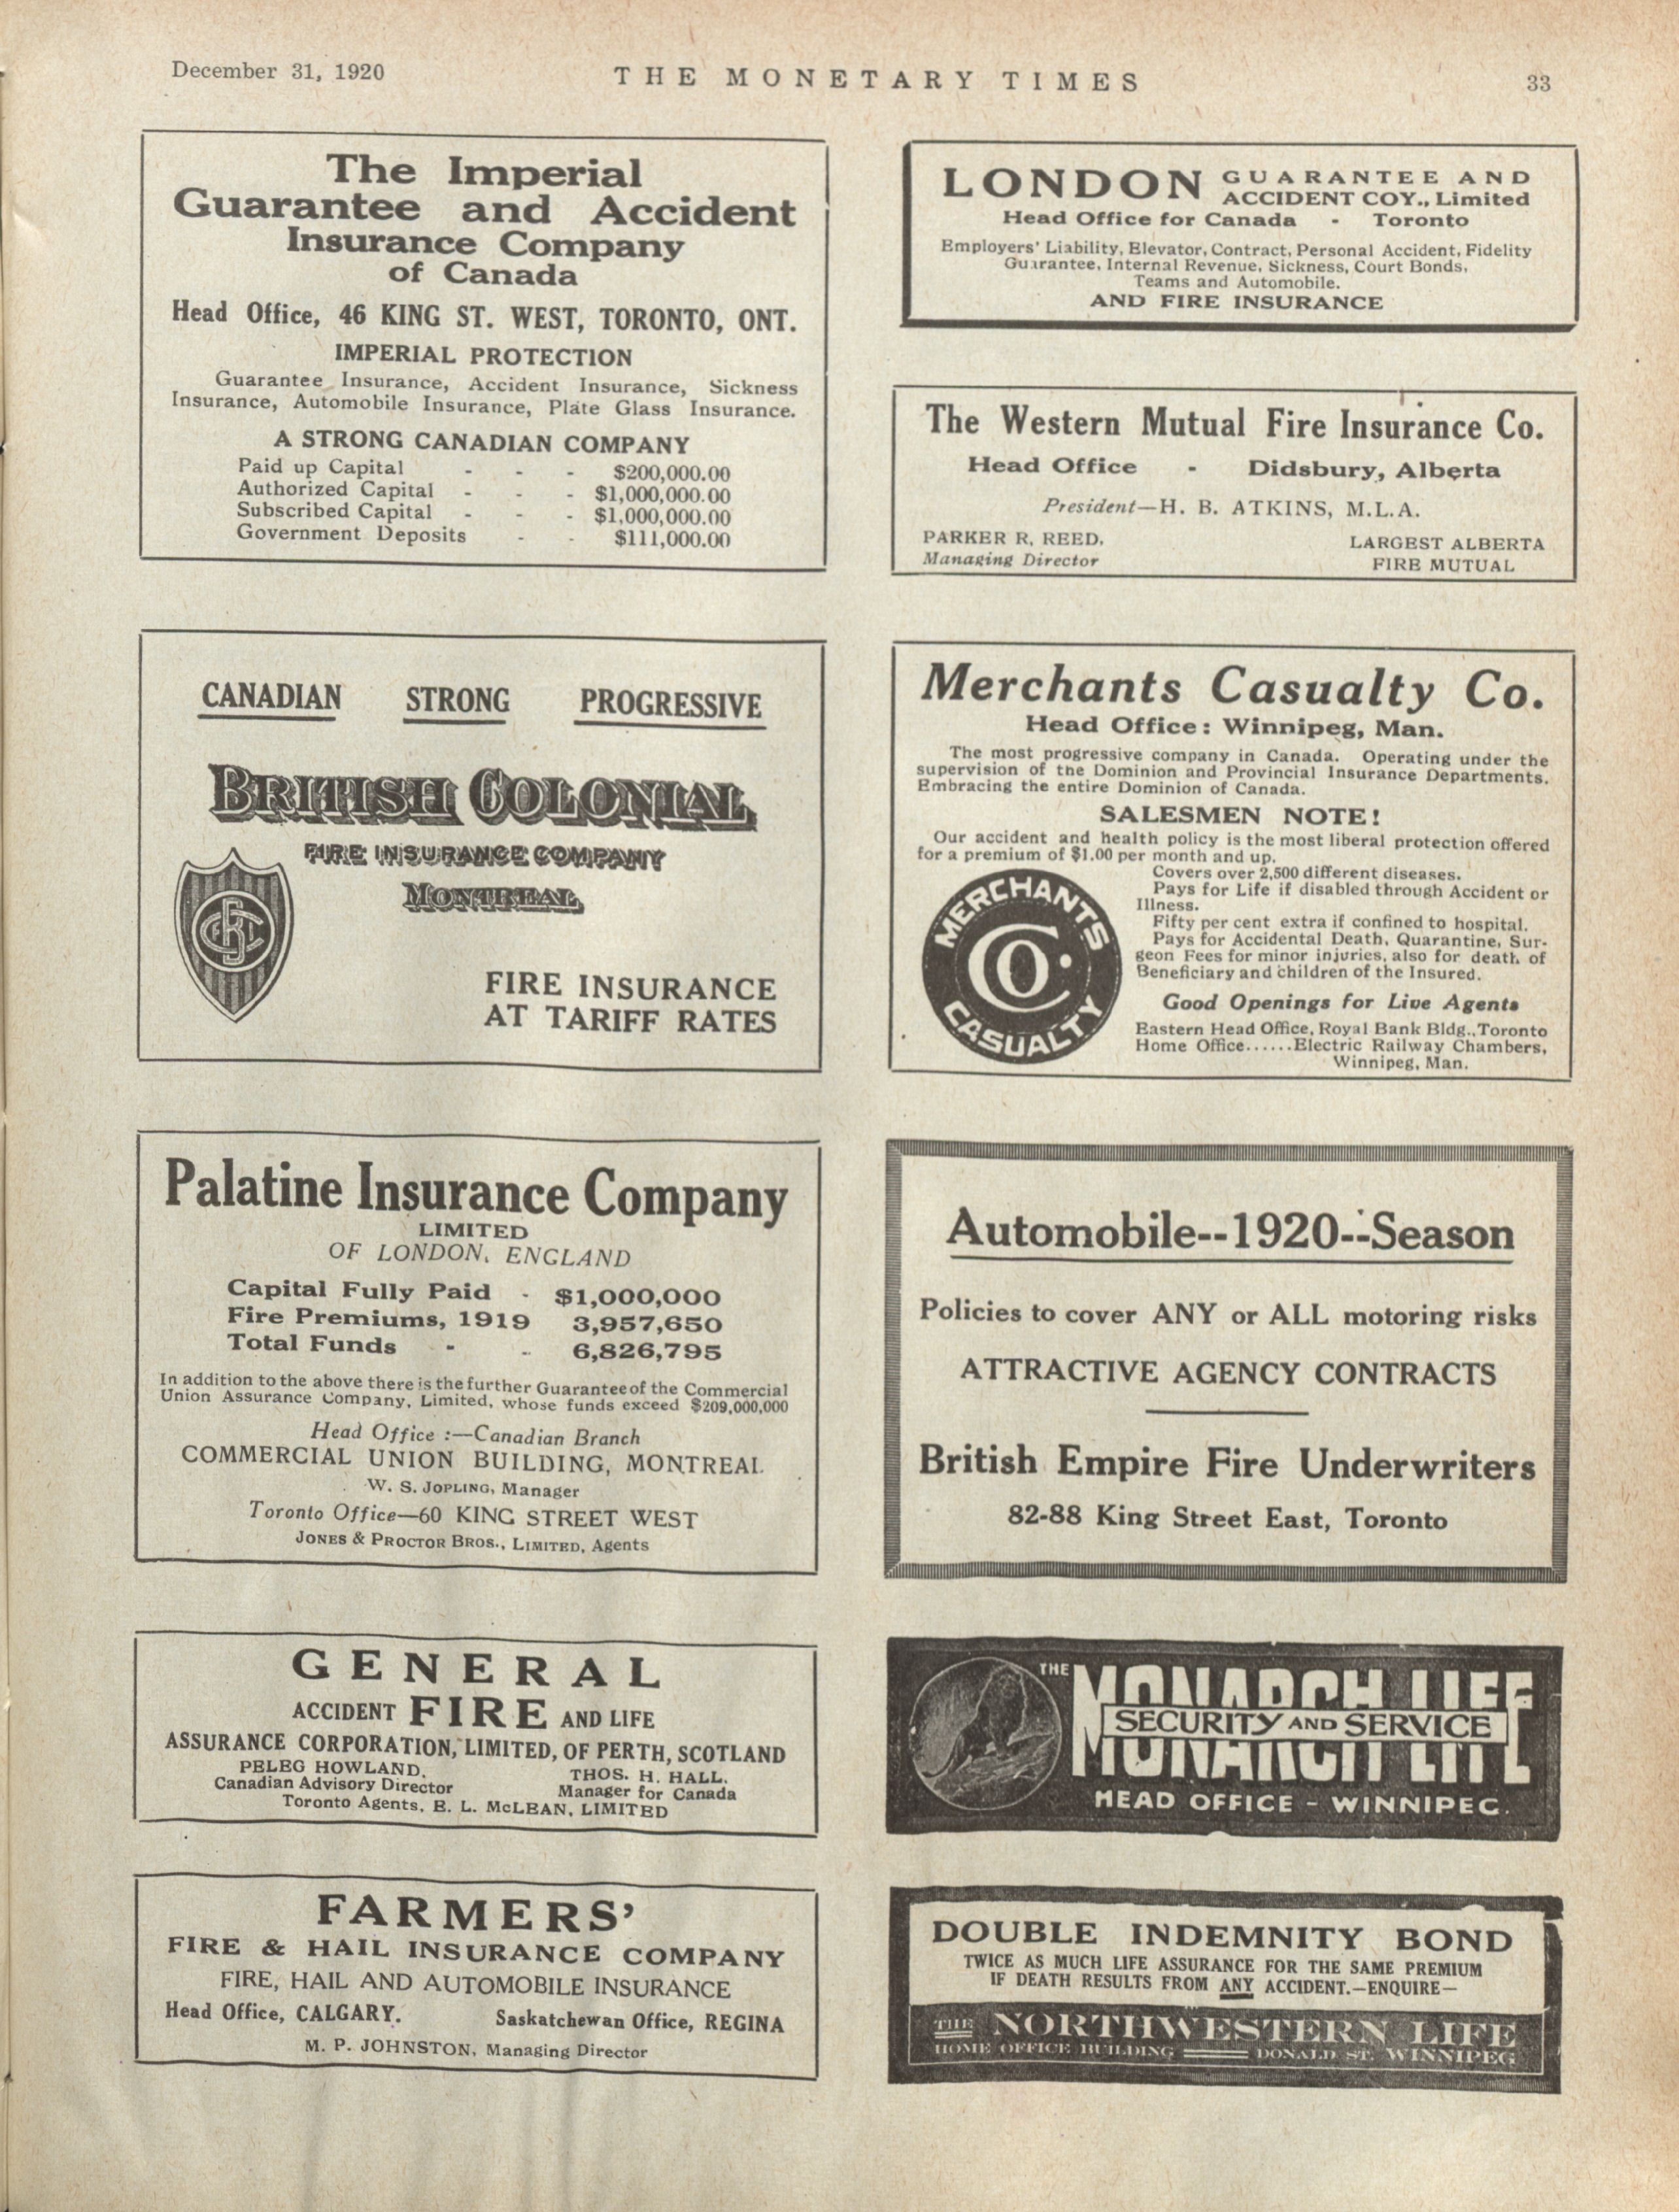 December 31, 1920
THE MONETARY TIMES
33
The Imperial
Guarantee and Accident
Insurance Company
of Canada
Head Office, 46 KING ST. WEST, TORONTO, ONT.
IMPERIAL PROTECTION
Guarantee Insurance, Accident Insurance, Sickness
Insurance, Automobile Insurance, Plate Glass Insurance.
A STRONG CANADIAN COMPANY
Paid up Capital - - - $200,000.00
Authorized Capital - - - $1,000,000.00
Subscribed Capital - - - $1,000,000.00
Government Deposits - - $111,000.00
CANADIAN STRONG PROGRESSIVE
BRITISH COLONIAL
FIRE INSURANCE COMPANY
MONTREAL
FIRE INSURANCE
AT TARIFF RATES
Palatine Insurance Company
LIMITED
OF LONDON, ENGLAND
Capital Fully Paid - $1,000,000
Fire Premiums, 1919 3,957,650
Total Funds - - 6,826,795
In addition to the above there is the further Guarantee of the Commercial
Union Assurance Company, Limited, whose funds exceed $209,000,000
Head Office :—Canadian Branch
COMMERCIAL UNION BUILDING, MONTREAL
W. S. JOPLING, Manager
Toronto Office—60 KING STREET WEST
JONES & PROCTOR BROS., LIMITED, Agents
GENERAL
ACCIDENT FIRE AND LIFE
ASSURANCE CORPORATION, LIMITED, OF PERTH, SCOTLAND
PELEG HOWLAND, THOS. H. HALL,
Canadian Advisory Director Manager for Canada
Toronto Agents, E. L. McLEAN, LIMITED
FARMERS'
FIRE & HAIL INSURANCE COMPANY
FIRE, HAIL AND AUTOMOBILE INSURANCE
Head Office, CALGARY. Saskatchewan Office, REGINA
M. P. JOHNSTON, Managing Director
LONDON GUARANTEE AND
ACCIDENT COY., Limited
Head Office for Canada - Toronto
Employers' Liability, Elevator, Contract, Personal Accident, Fidelity
Guarantee, Internal Revenue, Sickness, Court Bonds,
Teams and Automobile.
AND FIRE INSURANCE
The Western Mutual Fire Insurance Co.
Head Office - Didsbury, Alberta
President—H. B. ATKINS, M.L.A.
PARKER R. REED, LARGEST ALBERTA
Managing Director FIRE MUTUAL
Merchants Casualty Co.
Head Office: Winnipeg, Man.
The most progressive company in Canada. Operating under the
supervision of the Dominion and Provincial Insurance Departments.
Embracing the entire Dominion of Canada.
SALESMEN NOTE!
Our accident and health policy is the most liberal protection offered
for a premium of $1.00 per month and up.
Covers over 2,500 different diseases.
Pays for Life if disabled through Accident or
Illness.
Fifty per cent extra if confined to hospital.
Pays for Accidental Death, Quarantine, Sur-
geon Fees for minor injuries, also for death of
Beneficiary and children of the Insured.
Good Openings for Live Agents
Eastern Head Office, Royal Bank Bldg., Toronto
Home Office......Electric Railway Chambers,
Winnipeg, Man.
MERCHANTS
CO.
CASUALTY
Automobile--1920--Season
Policies to cover ANY or ALL motoring risks
ATTRACTIVE AGENCY CONTRACTS
British Empire Fire Underwriters
82-88 King Street East, Toronto
THE MONARCH LIFE
SECURITY AND SERVICE
MONARCH LIFE
HEAD OFFICE - WINNIPEG.
DOUBLE INDEMNITY BOND
TWICE AS MUCH LIFE ASSURANCE FOR THE SAME PREMIUM
IF DEATH RESULTS FROM ANY ACCIDENT.—ENQUIRE—
THE NORTHWESTERN LIFE
HOME OFFICE BUILDING DONALD ST. WINNIPEG